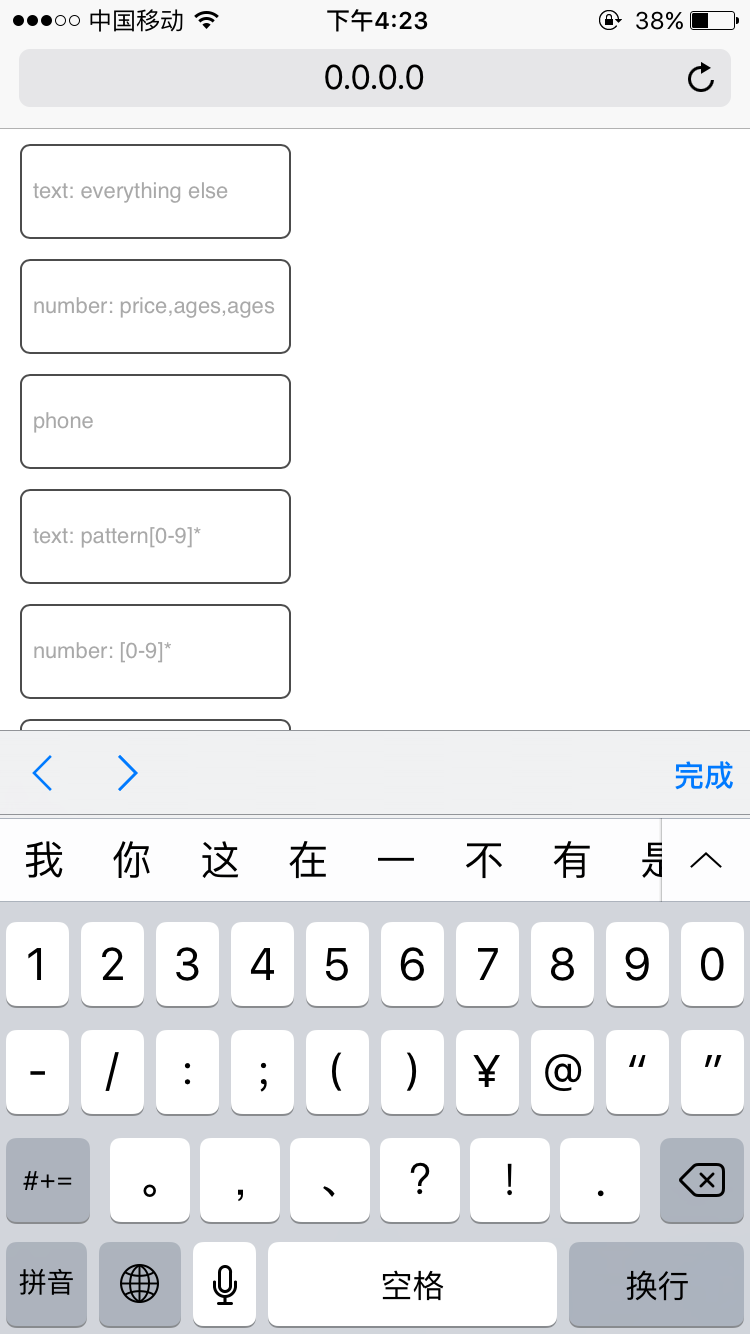 中国移动 下午4:23 38%
0.0.0.0
text: everything else
number: price,ages,ages
phone
text: pattern[0-9]*
number: [0-9]*
完成
我 你 这 在 一 不 有 是
1 2 3 4 5 6 7 8 9 0
- / : ; ( ) ¥ @ “ ”
#+= 。 , 、 ? ! .
拼音 空格 换行